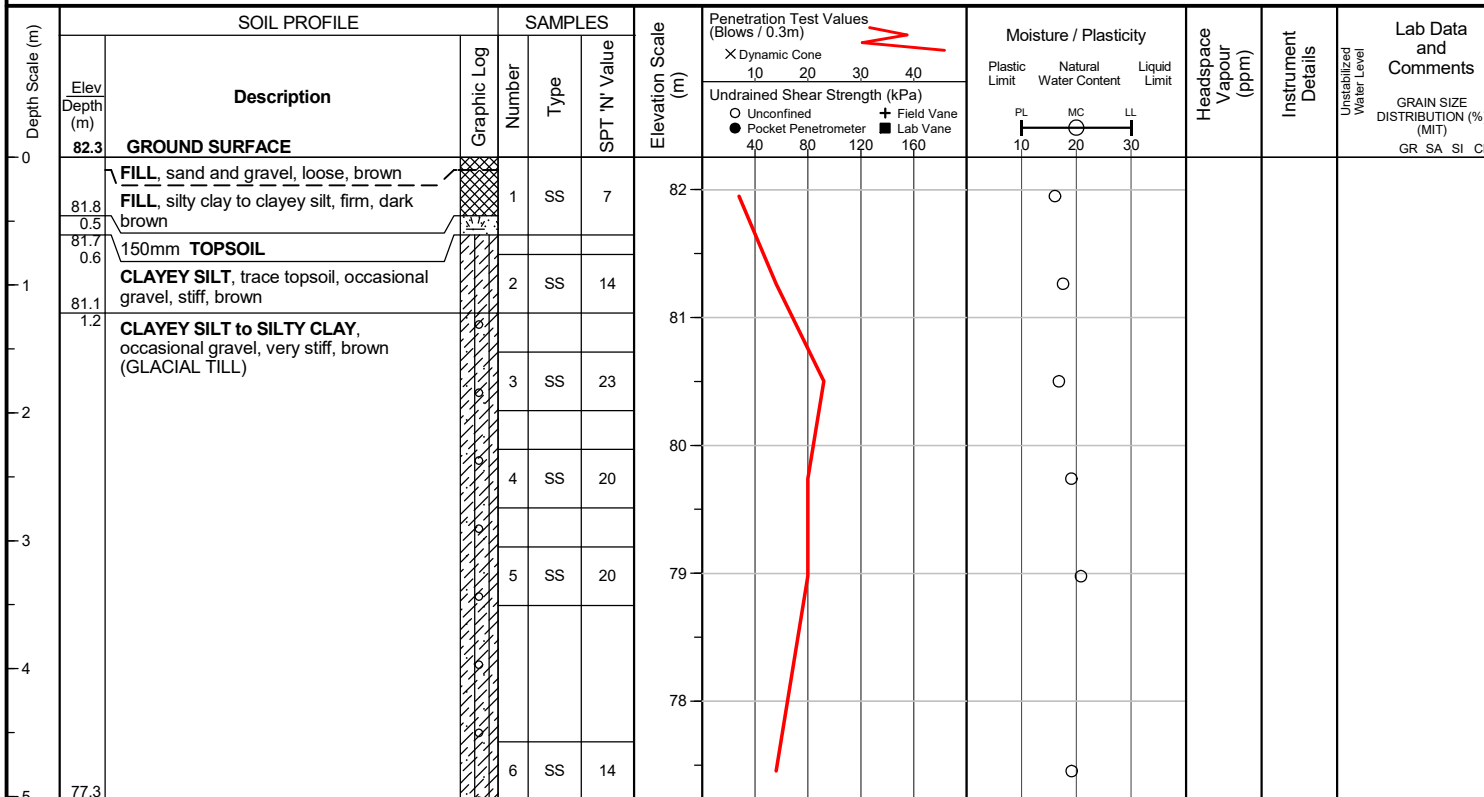 SOIL PROFILE
SAMPLES
Depth Scale (m)
Elev
Depth
(m)
Description
Graphic Log
Number
Type
SPT 'N' Value
Elevation Scale
(m)
Penetration Test Values
(Blows / 0.3m)
X Dynamic Cone
10 20 30 40
Undrained Shear Strength (kPa)
Unconfined
Field Vane
Pocket Penetrometer
Lab Vane
40 80 120 160
Moisture / Plasticity
Plastic
Limit
Natural
Water Content
Liquid
Limit
PL MC LL
10 20 30
Headspace
Vapour
(ppm)
Instrument
Details
Unstabilized
Water Level
Lab Data
and
Comments
GRAIN SIZE
DISTRIBUTION (%)
(MIT)
GR SA SI
82.3 GROUND SURFACE
0
FILL, sand and gravel, loose, brown
FILL, silty clay to clayey silt, firm, dark
brown
81.8
0.5
1 SS 7
82
81.7
0.6
150mm TOPSOIL
CLAYEY SILT, trace topsoil, occasional
gravel, stiff, brown
1
2 SS 14
81.1
1.2
81
CLAYEY SILT to SILTY CLAY,
occasional gravel, very stiff, brown
(GLACIAL TILL)
3 SS 23
2
80
4 SS 20
3
5 SS 20
79
4
78
6 SS 14
77.3
5